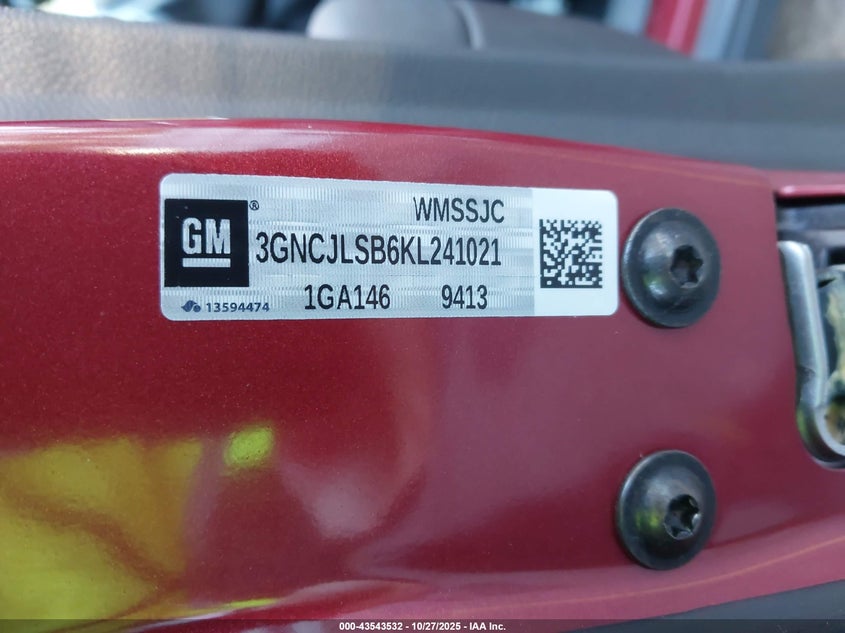 WMSSJC
GM®
3GNCJLSB6KL241021
1GA146 9413
13594474
000-43543532 - 10/27/2025 - IAA Inc.